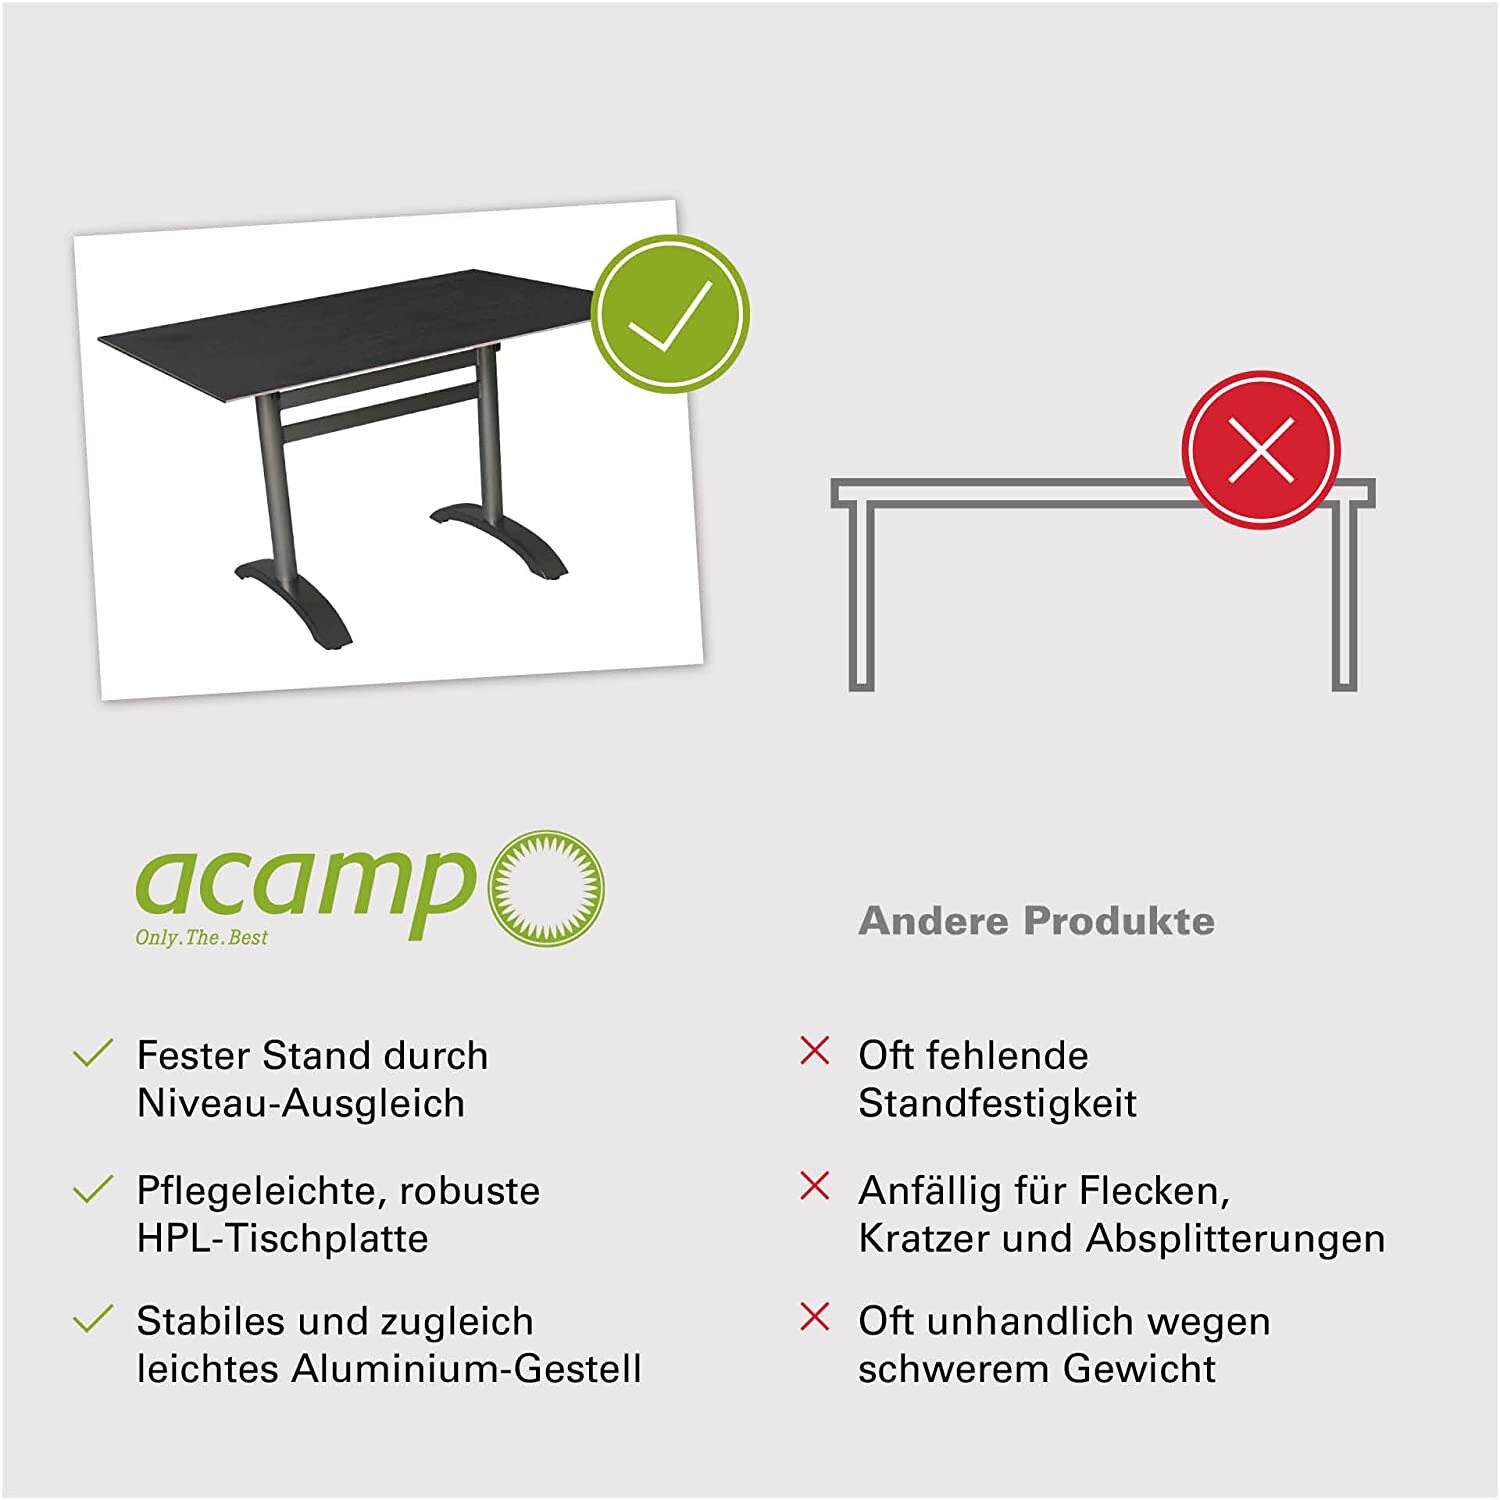 acamp
Only.The.Best
Fester Stand durch
Niveau-Ausgleich
Pflegeleichte, robuste
HPL-Tischplatte
Stabiles und zugleich
leichtes Aluminium-Gestell
Andere Produkte
Oft fehlende
Standfestigkeit
Anfällig für Flecken,
Kratzer und Absplitterungen
Oft unhandlich wegen
schwerem Gewicht